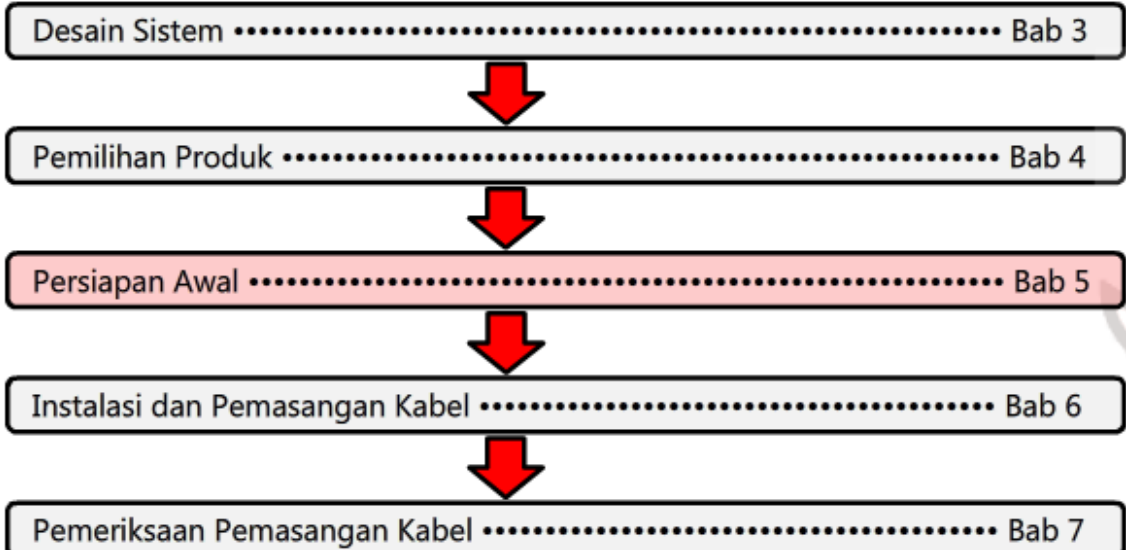 Desain Sistem •••••••••••••••••••••••••••••••••••••••••••••••••••••••••••• Bab 3
Pemilihan Produk •••••••••••••••••••••••••••••••••••••••••••••••••••••••• Bab 4
Persiapan Awal ••••••••••••••••••••••••••••••••••••••••••••••••••••••••••• Bab 5
Instalasi dan Pemasangan Kabel ••••••••••••••••••••••••••••••••••••••••• Bab 6
Pemeriksaan Pemasangan Kabel ••••••••••••••••••••••••••••••••••••••••• Bab 7